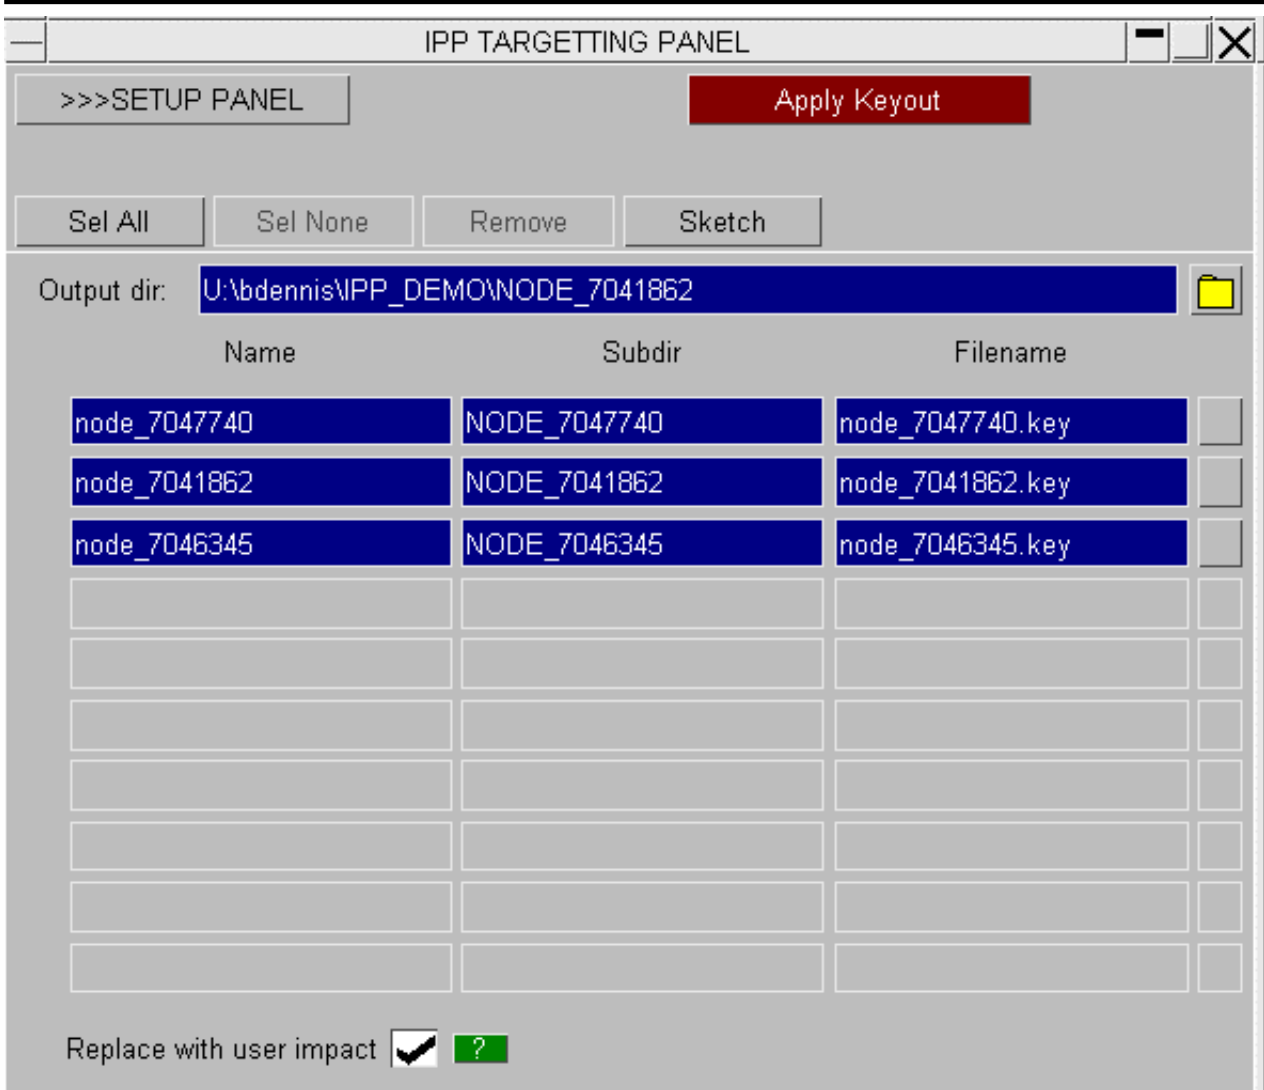 IPP TARGETTING PANEL
>>>SETUP PANEL Apply Keyout
Sel All Sel None Remove Sketch
Output dir: U:\bdennis\IPP_DEMO\NODE_7041862
Name Subdir Filename
node_7047740 NODE_7047740 node_7047740.key
node_7041862 NODE_7041862 node_7041862.key
node_7046345 NODE_7046345 node_7046345.key
Replace with user impact ?